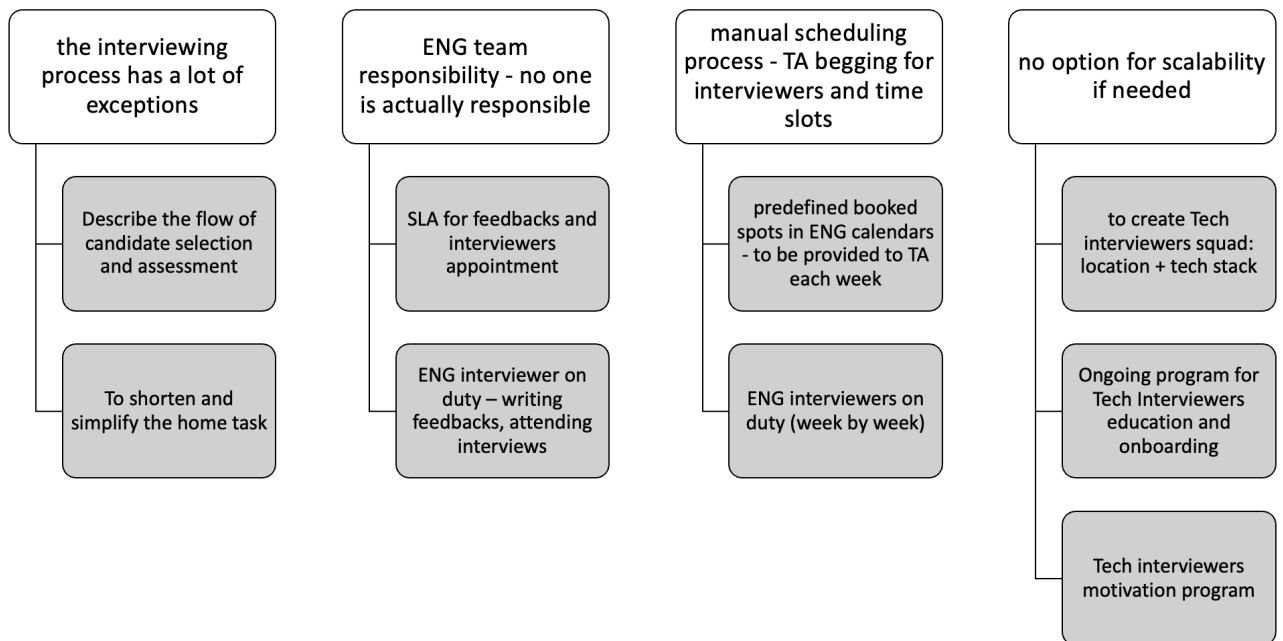 the interviewing
process has a lot of
exceptions
Describe the flow of
candidate selection
and assessment
To shorten and
simplify the home task
ENG team
responsibility - no one
is actually responsible
SLA for feedbacks and
interviewers
appointment
ENG interviewer on
duty – writing
feedbacks, attending
interviews
manual scheduling
process - TA begging for
interviewers and time
slots
predefined booked
spots in ENG calendars
- to be provided to TA
each week
ENG interviewers on
duty (week by week)
no option for scalability
if needed
to create Tech
interviewers squad:
location + tech stack
Ongoing program for
Tech Interviewers
education and
onboarding
Tech interviewers
motivation program